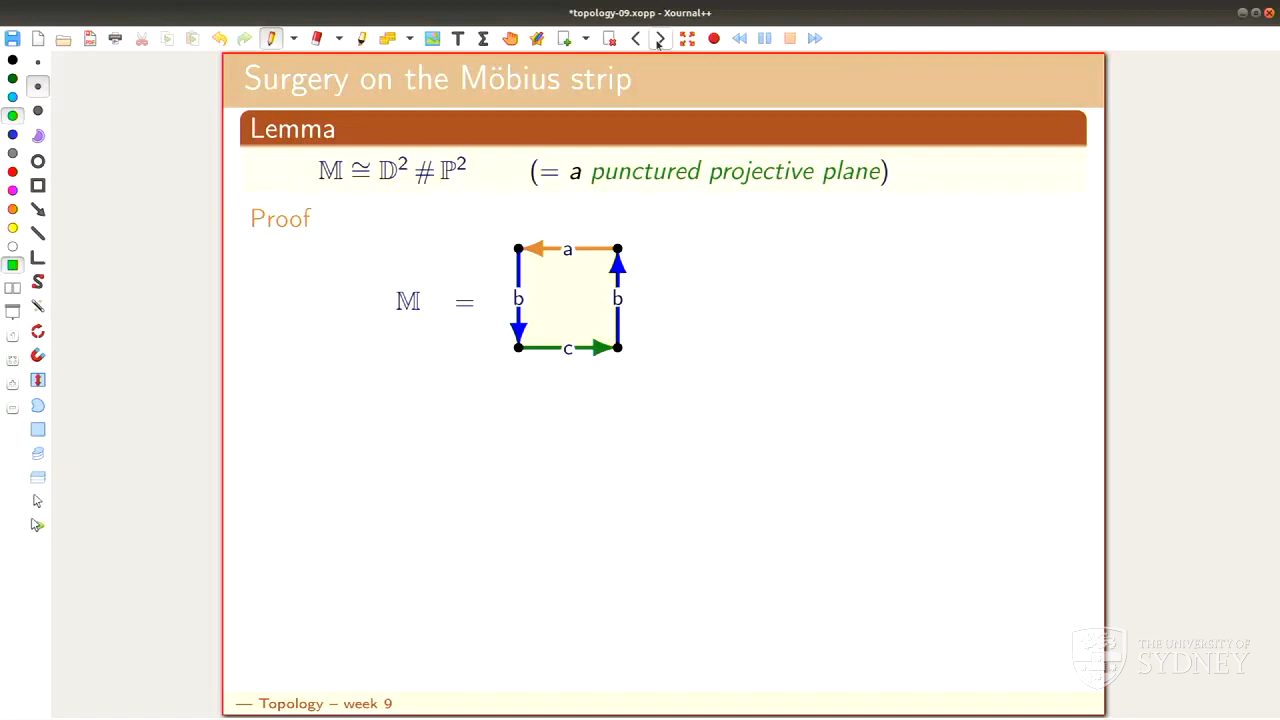 *topology-09.xopp - Xournal++
Surgery on the Möbius strip
Lemma
𝕄 ≅ 𝔻² # ℙ² (= a punctured projective plane)
Proof
a
𝕄 = b b
c
THE UNIVERSITY OF
SYDNEY
— Topology – week 9